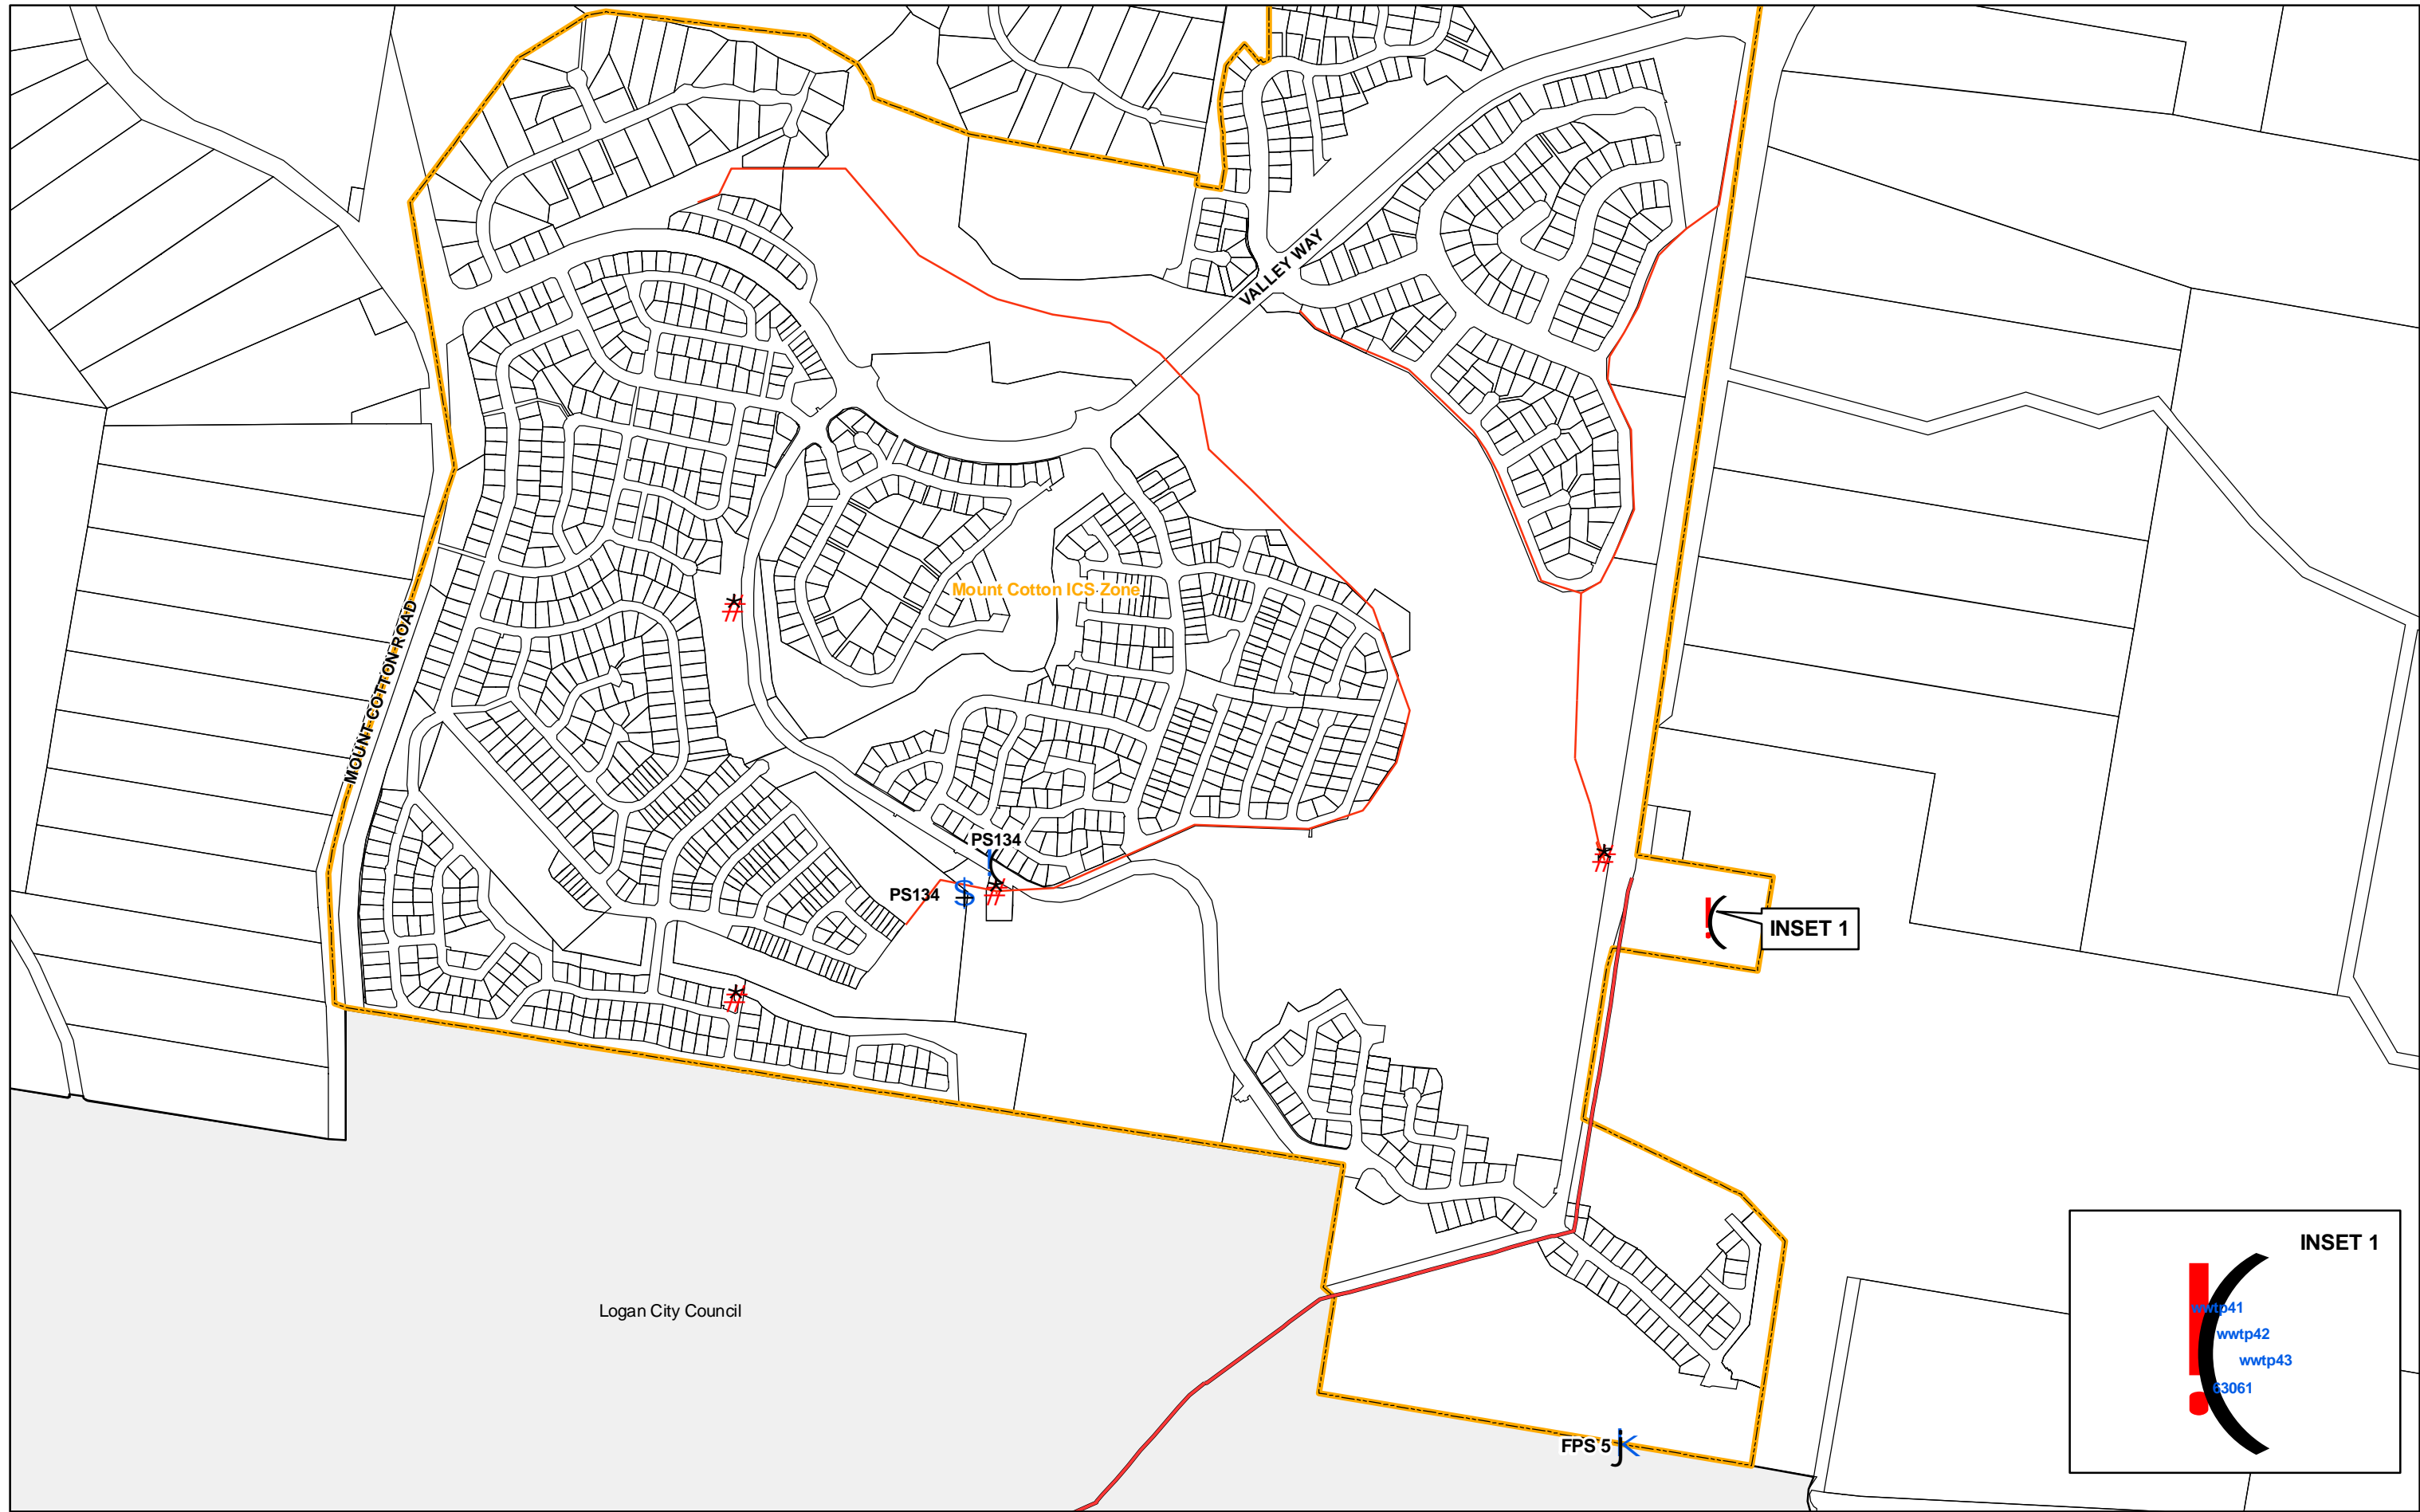 VALLEY WAY
Mount Cotton ICS Zone
MOUNT COTTON ROAD
PS134
PS134
INSET 1
Logan City Council
FPS 5
INSET 1
wwtp41
wwtp42
wwtp43
63061